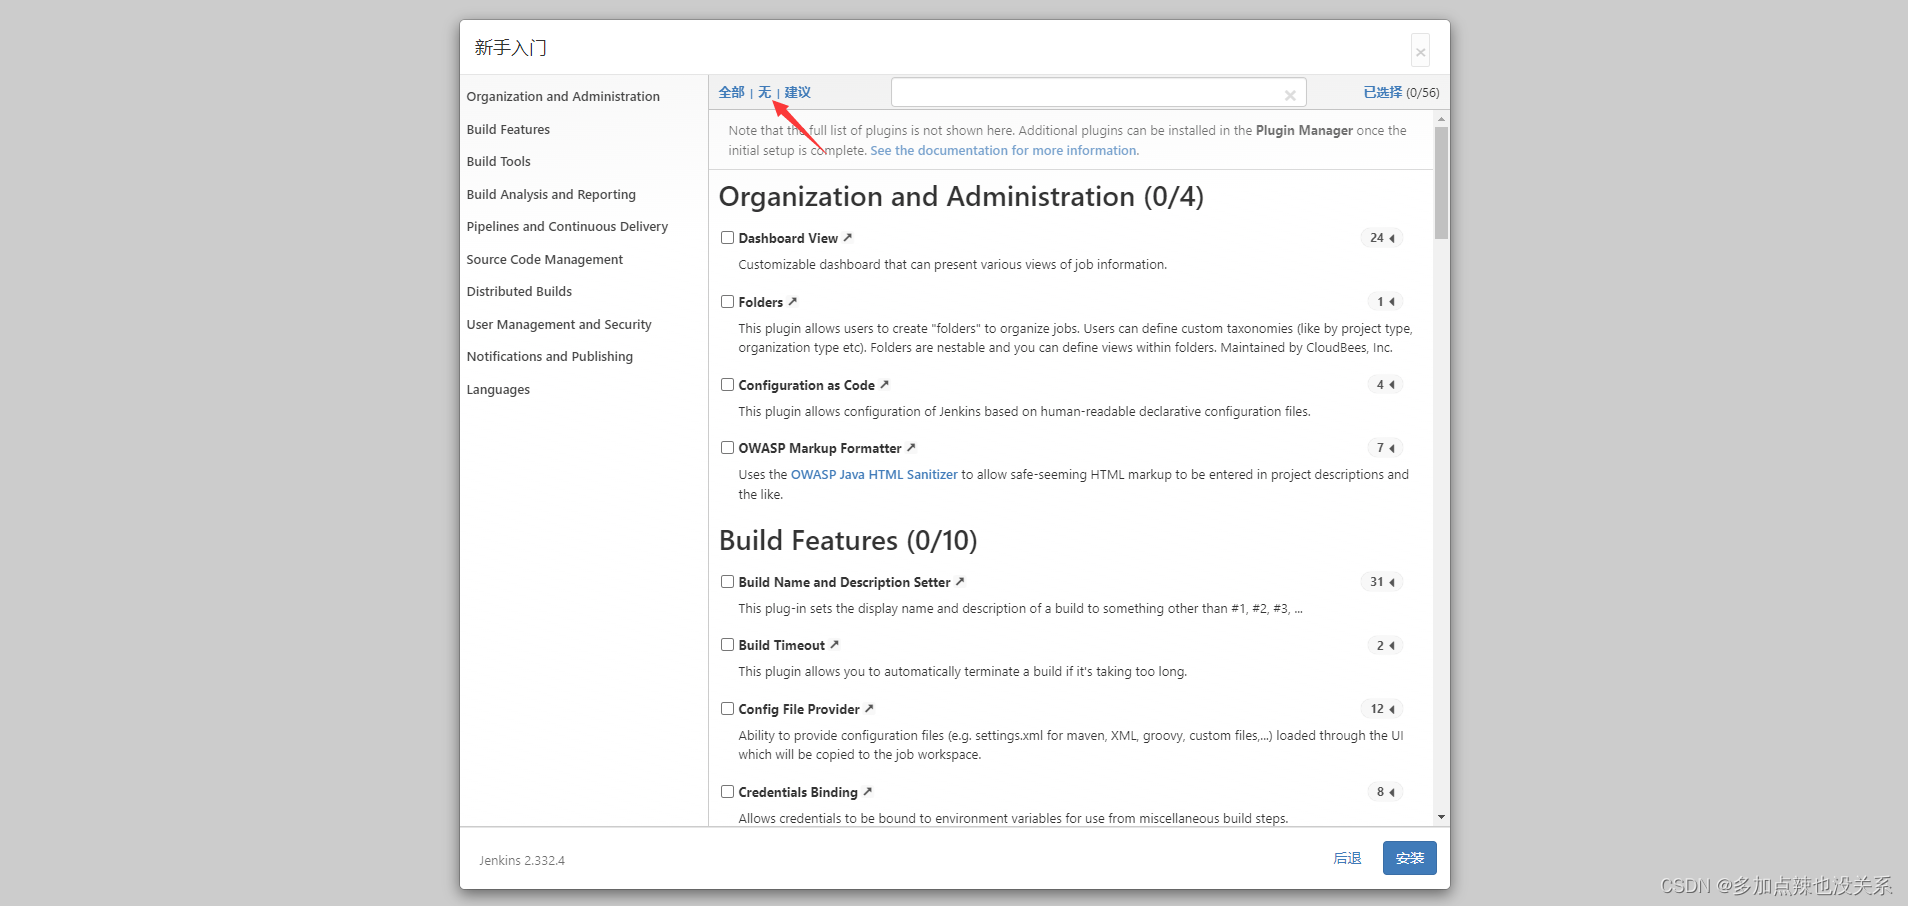 新手入门
×
Organization and Administration
Build Features
Build Tools
Build Analysis and Reporting
Pipelines and Continuous Delivery
Source Code Management
Distributed Builds
User Management and Security
Notifications and Publishing
Languages
全部 | 无 | 建议
×
已选择 (0/56)
Note that the full list of plugins is not shown here. Additional plugins can be installed in the Plugin Manager once the
initial setup is complete. See the documentation for more information.
Organization and Administration (0/4)
Dashboard View ↗ 24
Customizable dashboard that can present various views of job information.
Folders ↗ 1
This plugin allows users to create "folders" to organize jobs. Users can define custom taxonomies (like by project type,
organization type etc). Folders are nestable and you can define views within folders. Maintained by CloudBees, Inc.
Configuration as Code ↗ 4
This plugin allows configuration of Jenkins based on human-readable declarative configuration files.
OWASP Markup Formatter ↗ 7
Uses the OWASP Java HTML Sanitizer to allow safe-seeming HTML markup to be entered in project descriptions and
the like.
Build Features (0/10)
Build Name and Description Setter ↗ 31
This plug-in sets the display name and description of a build to something other than #1, #2, #3, ...
Build Timeout ↗ 2
This plugin allows you to automatically terminate a build if it's taking too long.
Config File Provider ↗ 12
Ability to provide configuration files (e.g. settings.xml for maven, XML, groovy, custom files,...) loaded through the UI
which will be copied to the job workspace.
Credentials Binding ↗ 8
Allows credentials to be bound to environment variables for use from miscellaneous build steps.
Jenkins 2.332.4
后退
安装
CSDN @多加点辣也没关系